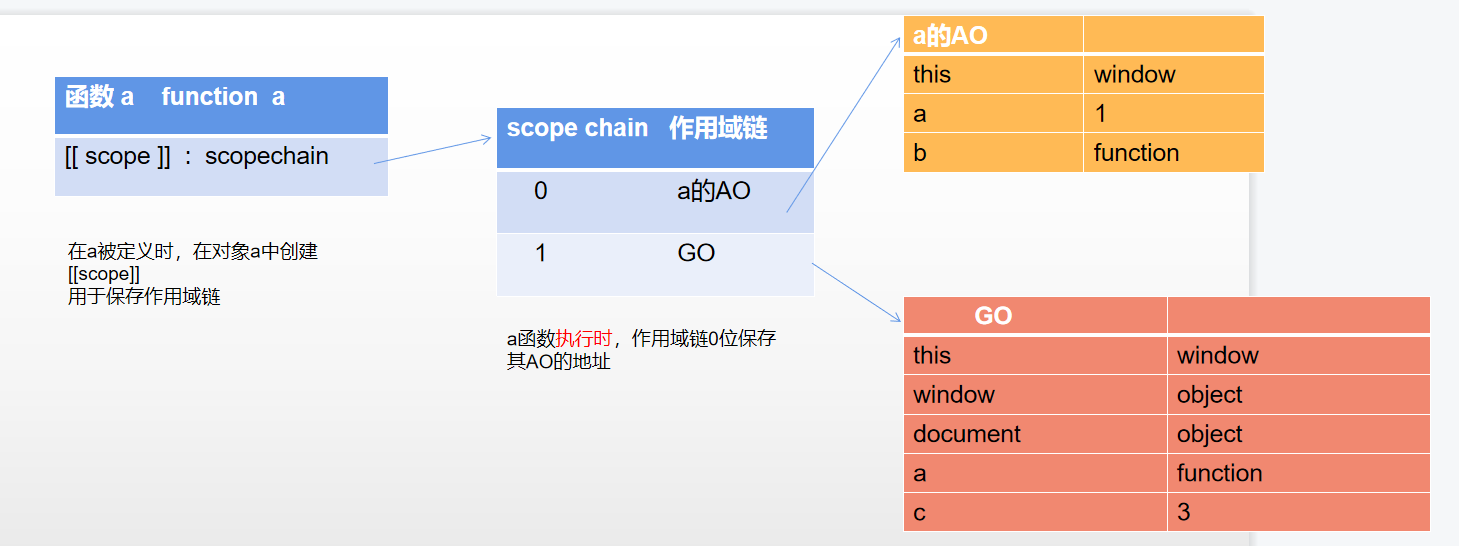 函数 a function a
[[ scope ]] : scopechain
在a被定义时，在对象a中创建
[[scope]]
用于保存作用域链
scope chain 作用域链
0 a的AO
1 GO
a函数执行时，作用域链0位保存
其AO的地址
a的AO
this window
a 1
b function
GO
this window
window object
document object
a function
c 3